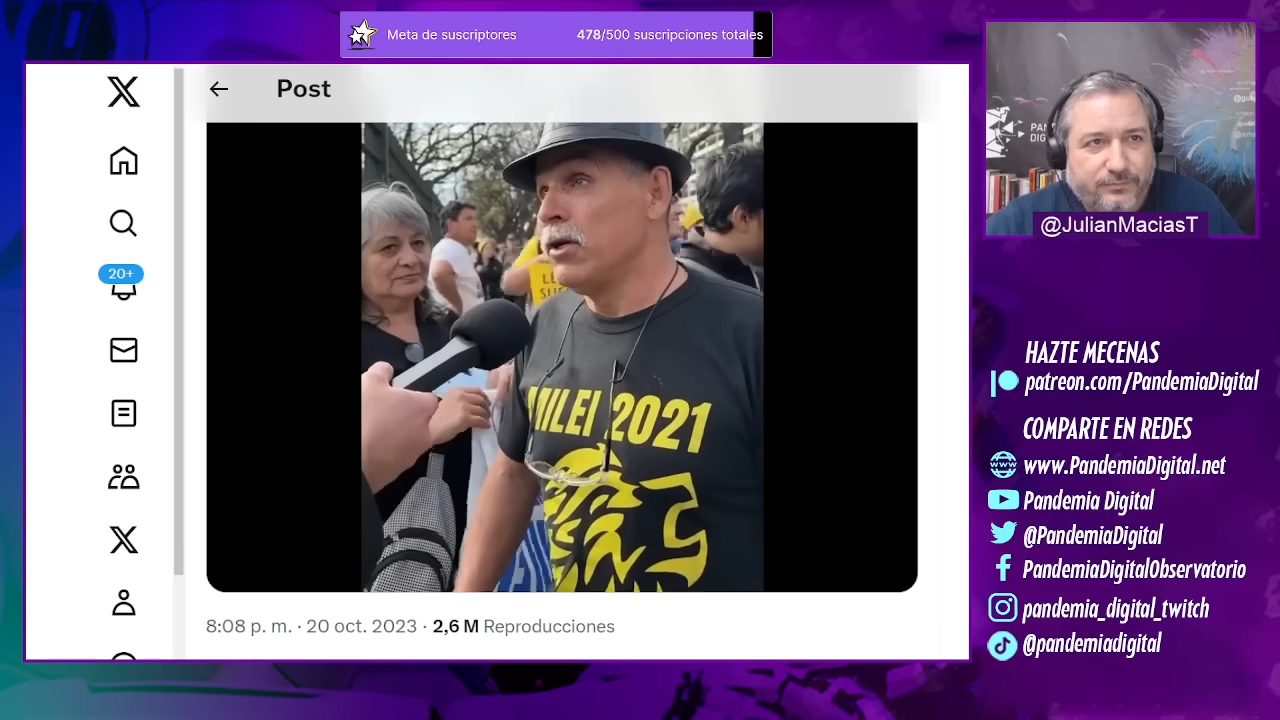 Meta de suscriptores 478/500 suscripciones totales
Post
20+
MILEI 2021
@JulianMaciasT
HAZTE MECENAS
patreon.com/PandemiaDigital
COMPARTE EN REDES
www.PandemiaDigital.net
Pandemia Digital
@PandemiaDigital
PandemiaDigitalObservatorio
pandemia_digital_twitch
@pandemiadigital
8:08 p. m. · 20 oct. 2023 · 2,6 M Reproducciones